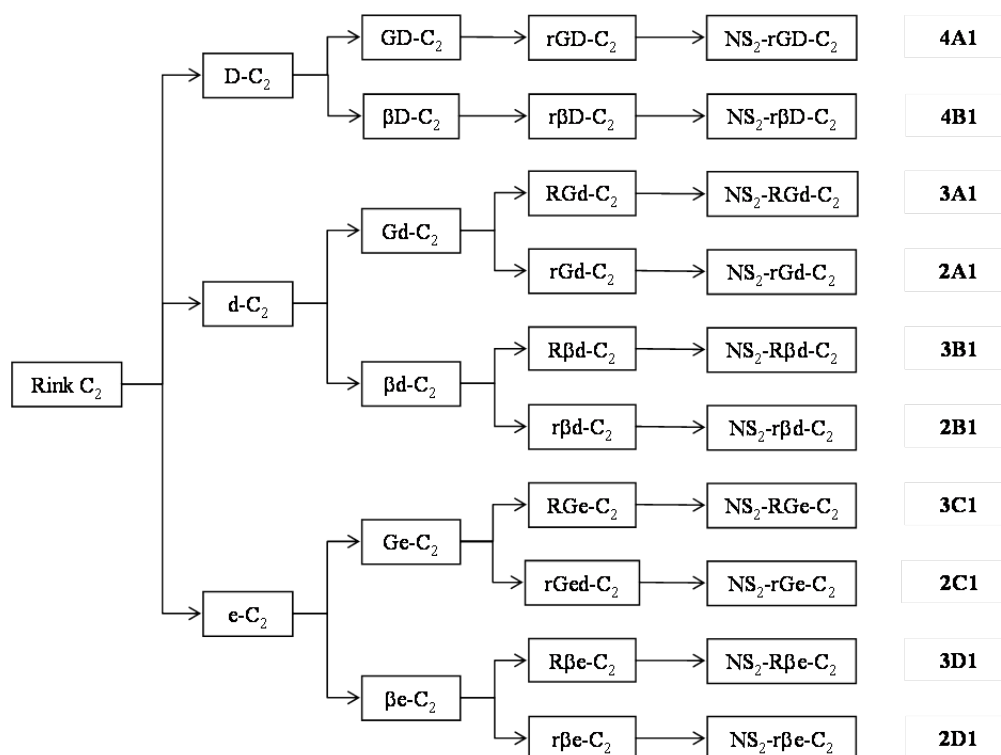 GD-C₂ rGD-C₂ NS₂-rGD-C₂ 4A1
D-C₂
βD-C₂ rβD-C₂ NS₂-rβD-C₂ 4B1
RGd-C₂ NS₂-RGd-C₂ 3A1
Gd-C₂
rGd-C₂ NS₂-rGd-C₂ 2A1
d-C₂
Rβd-C₂ NS₂-Rβd-C₂ 3B1
Rink C₂ βd-C₂
rβd-C₂ NS₂-rβd-C₂ 2B1
RGe-C₂ NS₂-RGe-C₂ 3C1
Ge-C₂
rGed-C₂ NS₂-rGe-C₂ 2C1
e-C₂
Rβe-C₂ NS₂-Rβe-C₂ 3D1
βe-C₂
rβe-C₂ NS₂-rβe-C₂ 2D1